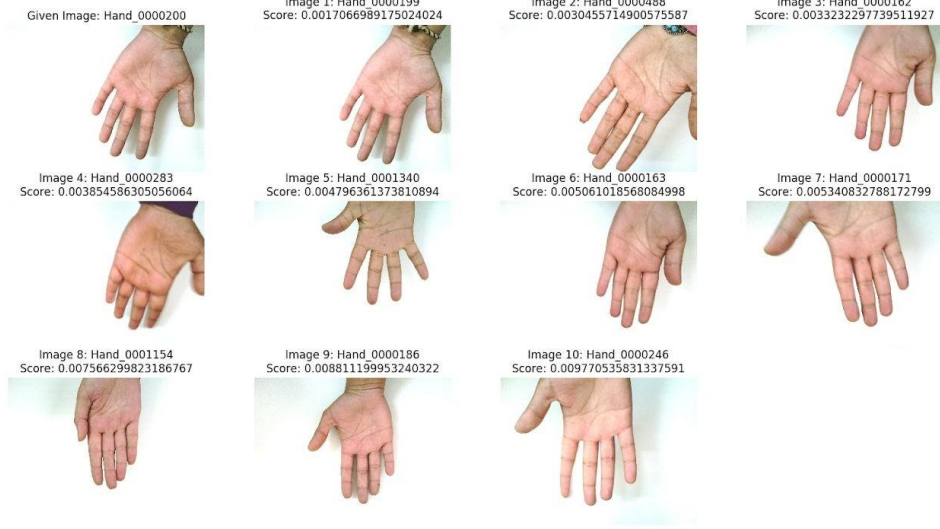 Given Image: Hand_0000200
Image 1: Hand_0000199
Score: 0.0017066989175024024
Image 2: Hand_0000488
Score: 0.0030455714900575587
Image 3: Hand_0000162
Score: 0.0033232297739511927
Image 4: Hand_0000283
Score: 0.003854586305056064
Image 5: Hand_0001340
Score: 0.004796361373810894
Image 6: Hand_0000163
Score: 0.005061018568084998
Image 7: Hand_0000171
Score: 0.005340832788172799
Image 8: Hand_0001154
Score: 0.007566299823186767
Image 9: Hand_0000186
Score: 0.008811199953240322
Image 10: Hand_0000246
Score: 0.009770535831337591